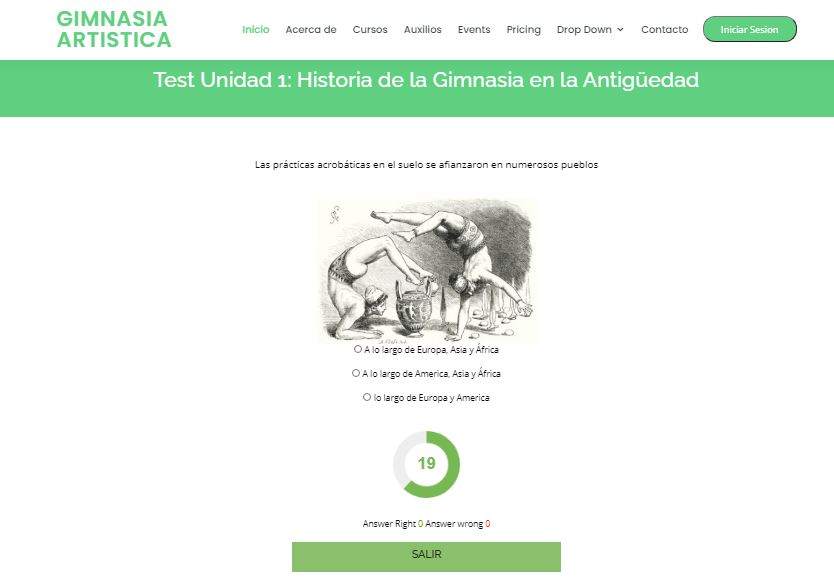 GIMNASIA
ARTISTICA
Inicio Acerca de Cursos Auxilios Events Pricing Drop Down Contacto Iniciar Sesion
Test Unidad 1: Historia de la Gimnasia en la Antigüedad
Las prácticas acrobáticas en el suelo se afianzaron en numerosos pueblos
A lo largo de Europa, Asia y África
A lo largo de America, Asia y África
lo largo de Europa y America
19
Answer Right 0 Answer wrong 0
SALIR